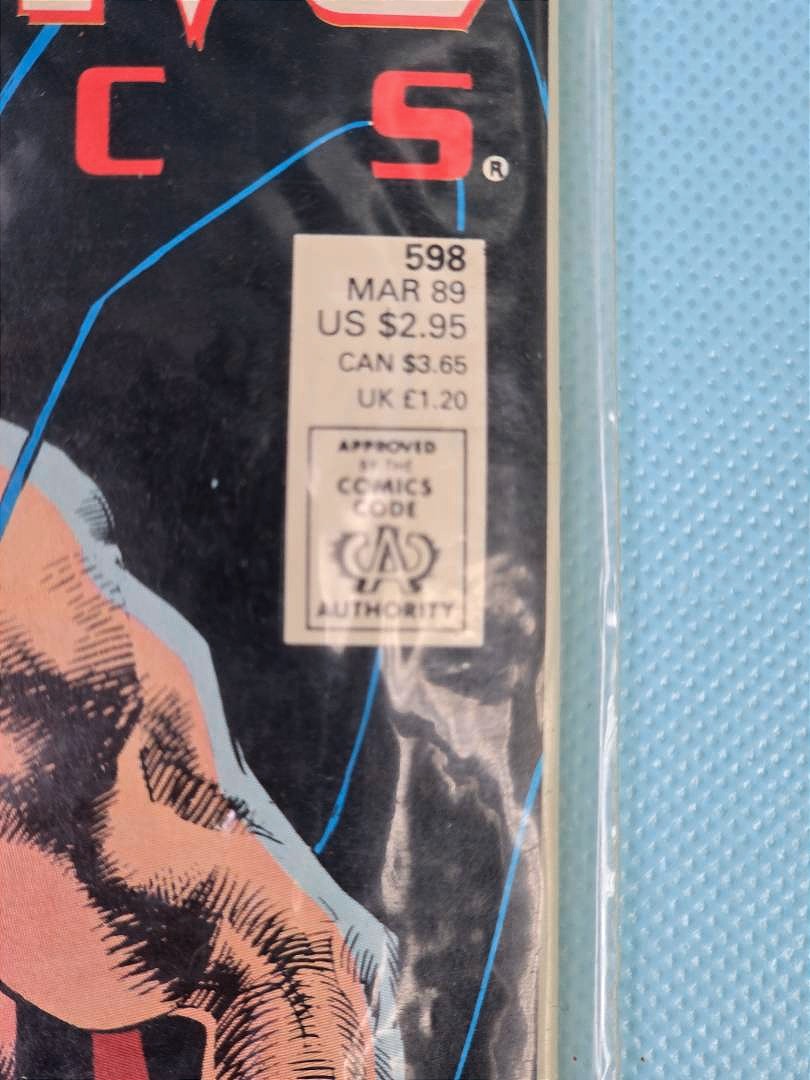 C S ®
598
MAR 89
US $2.95
CAN $3.65
UK £1.20
APPROVED
BY THE
COMICS
CODE
A
AUTHORITY